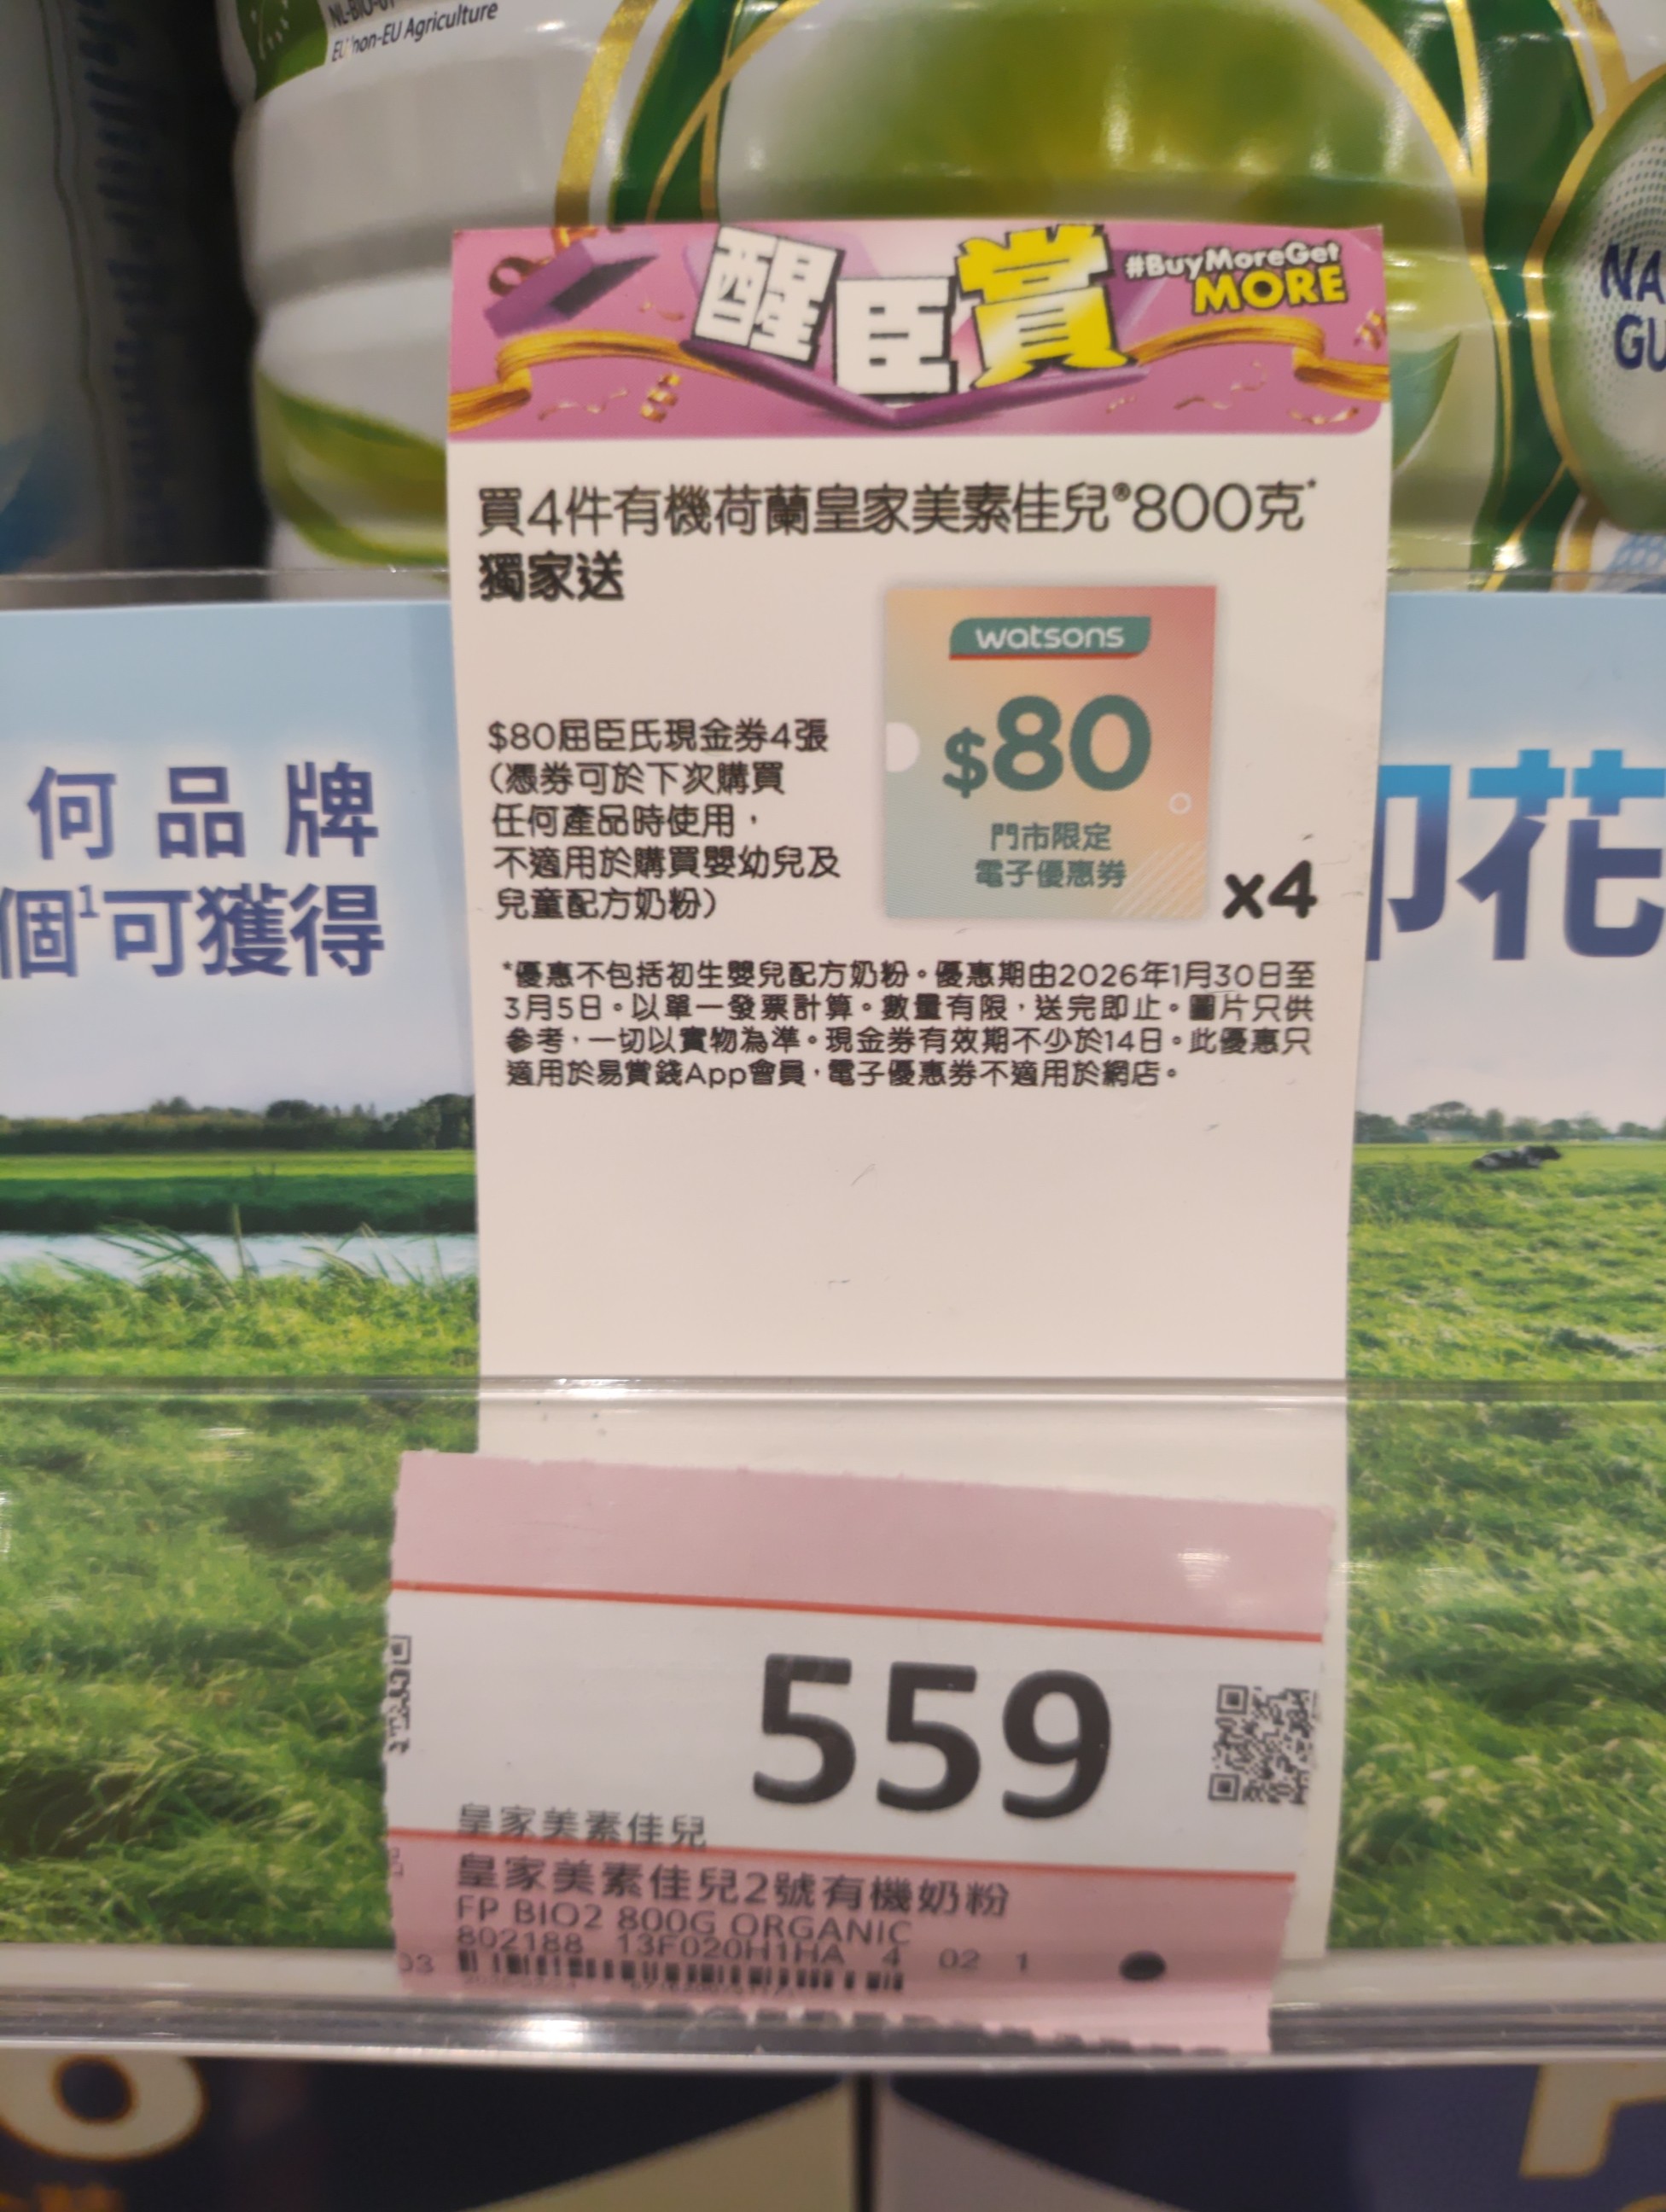 EU/non-EU Agriculture
醒臣賞
#BuyMoreGet
MORE
NA
GU
買4件有機荷蘭皇家美素佳兒®800克*
獨家送
watsons
$80
門市限定
電子優惠券
x4
$80屈臣氏現金券4張
(憑券可於下次購買
任何產品時使用，
不適用於購買嬰幼兒及
兒童配方奶粉)
*優惠不包括初生嬰兒配方奶粉。優惠期由2026年1月30日至
3月5日。以單一發票計算。數量有限，送完即止。圖片只供
參考，一切以實物為準。現金券有效期不少於14日。此優惠只
適用於易賞錢App會員，電子優惠券不適用於網店。
何品牌
個¹可獲得
印花
559
皇家美素佳兒
皇家美素佳兒2號有機奶粉
FP BIO2 800G ORGANIC
802188 13F020H1HA 4 02 1
03